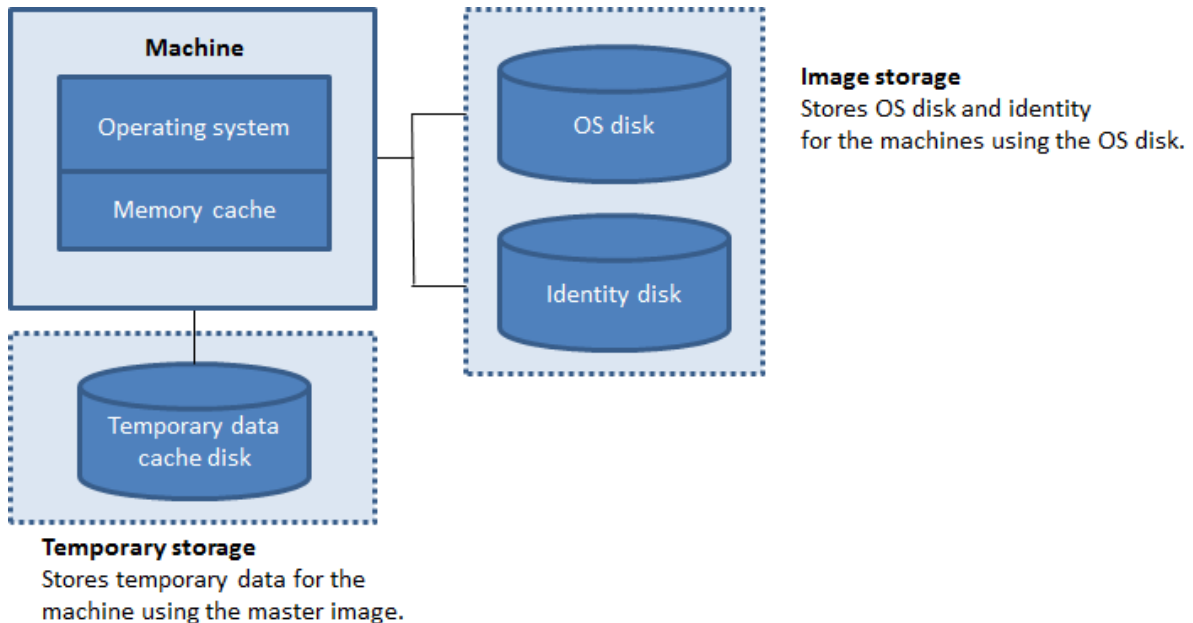 Machine
Operating system
Memory cache
OS disk
Identity disk
Image storage
Stores OS disk and identity
for the machines using the OS disk.
Temporary data
cache disk
Temporary storage
Stores temporary data for the
machine using the master image.